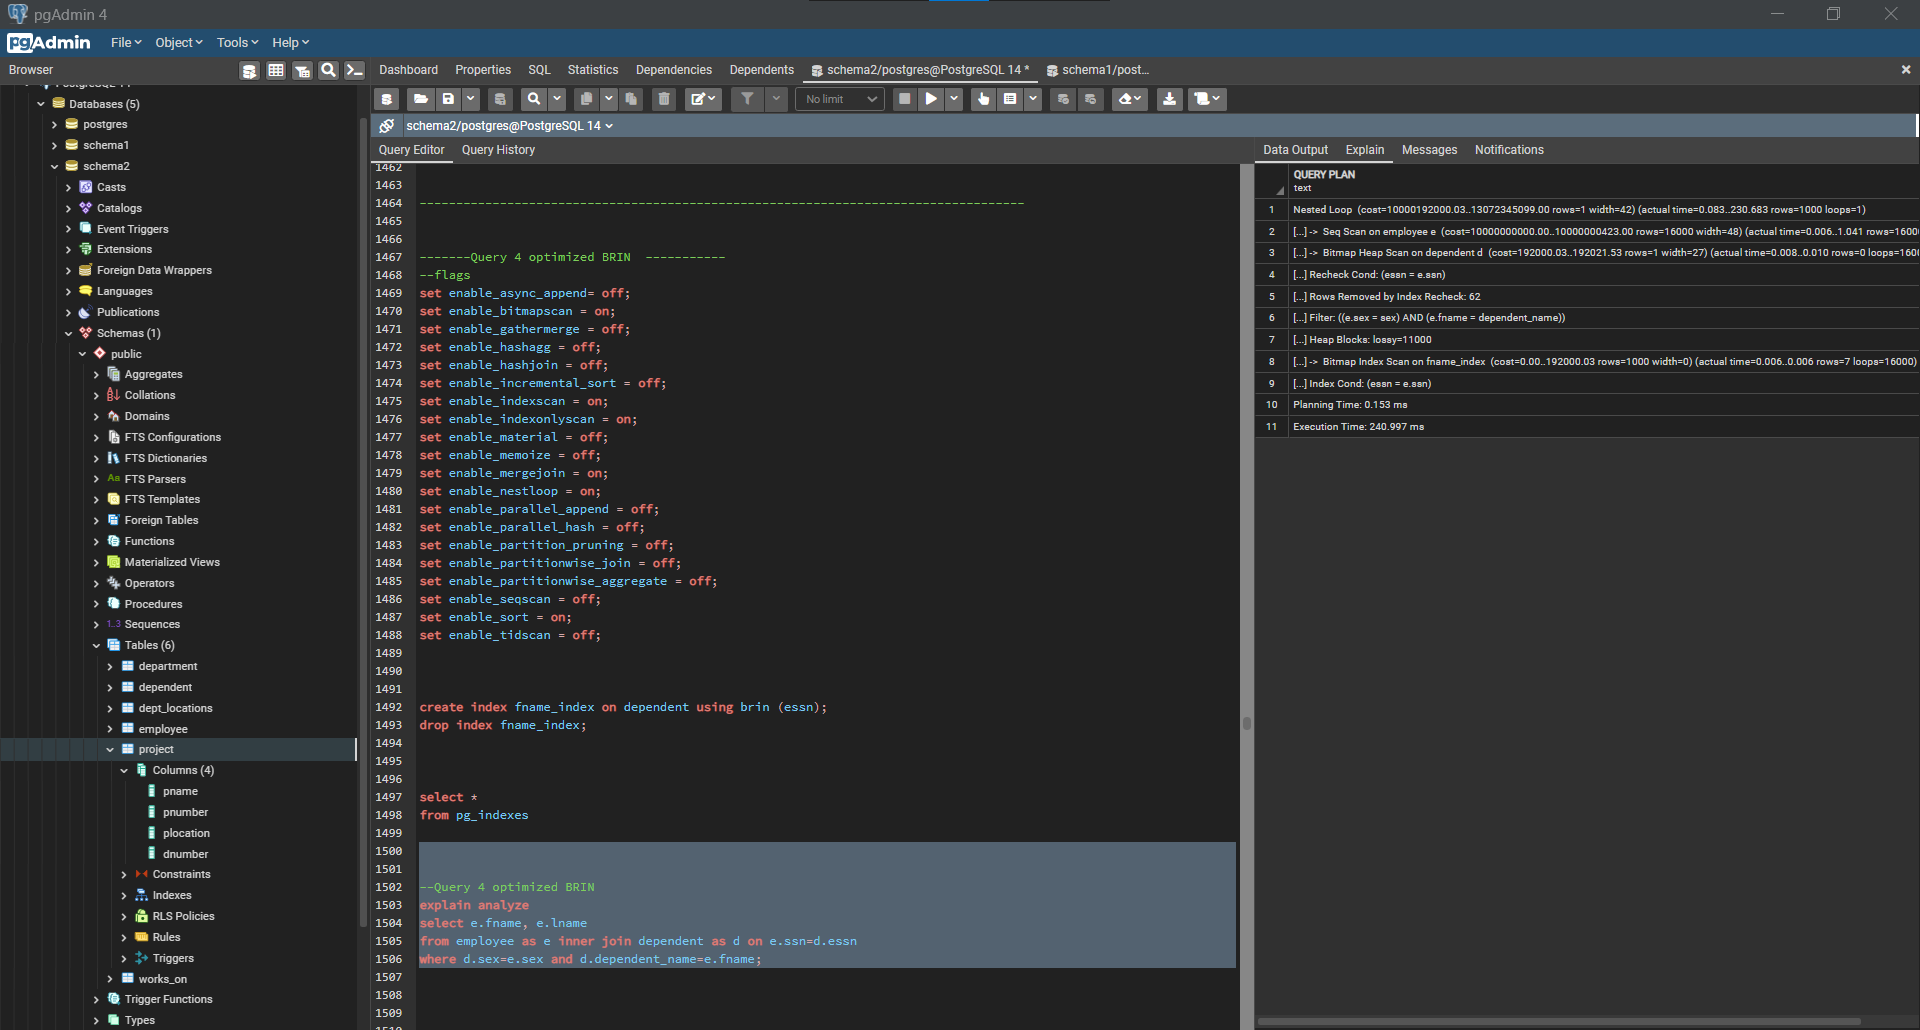 pgAdmin 4
pgAdmin File Object Tools Help
Browser
Dashboard Properties SQL Statistics Dependencies Dependents schema2/postgres@PostgreSQL 14 * schema1/post...
No limit
schema2/postgres@PostgreSQL 14
Query Editor Query History
Data Output Explain Messages Notifications
Databases (5)
postgres
schema1
schema2
Casts
Catalogs
Event Triggers
Extensions
Foreign Data Wrappers
Languages
Publications
Schemas (1)
public
Aggregates
Collations
Domains
FTS Configurations
FTS Dictionaries
FTS Parsers
FTS Templates
Foreign Tables
Functions
Materialized Views
Operators
Procedures
1..3 Sequences
Tables (6)
department
dependent
dept_locations
employee
project
Columns (4)
pname
pnumber
plocation
dnumber
Constraints
Indexes
RLS Policies
Rules
Triggers
works_on
Trigger Functions
Types
1462
1463
1464 -----------------------------------------------------------------------------------
1465
1466
1467 -------Query 4 optimized BRIN  -----------
1468 --flags
1469 set enable_async_append= off;
1470 set enable_bitmapscan = on;
1471 set enable_gathermerge = off;
1472 set enable_hashagg = off;
1473 set enable_hashjoin = off;
1474 set enable_incremental_sort = off;
1475 set enable_indexscan = on;
1476 set enable_indexonlyscan = on;
1477 set enable_material = off;
1478 set enable_memoize = off;
1479 set enable_mergejoin = on;
1480 set enable_nestloop = on;
1481 set enable_parallel_append = off;
1482 set enable_parallel_hash = off;
1483 set enable_partition_pruning = off;
1484 set enable_partitionwise_join = off;
1485 set enable_partitionwise_aggregate = off;
1486 set enable_seqscan = off;
1487 set enable_sort = on;
1488 set enable_tidscan = off;
1489
1490
1491
1492 create index fname_index on dependent using brin (essn);
1493 drop index fname_index;
1494
1495
1496
1497 select *
1498 from pg_indexes
1499
1500
1501
1502 --Query 4 optimized BRIN
1503 explain analyze
1504 select e.fname, e.lname
1505 from employee as e inner join dependent as d on e.ssn=d.essn
1506 where d.sex=e.sex and d.dependent_name=e.fname;
1507
1508
1509
QUERY PLAN
text
1 Nested Loop (cost=10000192000.03..13072345099.00 rows=1 width=42) (actual time=0.083..230.683 rows=1000 loops=1)
2 [...] -> Seq Scan on employee e (cost=10000000000.00..10000000423.00 rows=16000 width=48) (actual time=0.006..1.041 rows=1600
3 [...] -> Bitmap Heap Scan on dependent d (cost=192000.03..192021.53 rows=1 width=27) (actual time=0.008..0.010 rows=0 loops=160
4 [...] Recheck Cond: (essn = e.ssn)
5 [...] Rows Removed by Index Recheck: 62
6 [...] Filter: ((e.sex = sex) AND (e.fname = dependent_name))
7 [...] Heap Blocks: lossy=11000
8 [...] -> Bitmap Index Scan on fname_index (cost=0.00..192000.03 rows=1000 width=0) (actual time=0.006..0.006 rows=7 loops=16000)
9 [...] Index Cond: (essn = e.ssn)
10 Planning Time: 0.153 ms
11 Execution Time: 240.997 ms